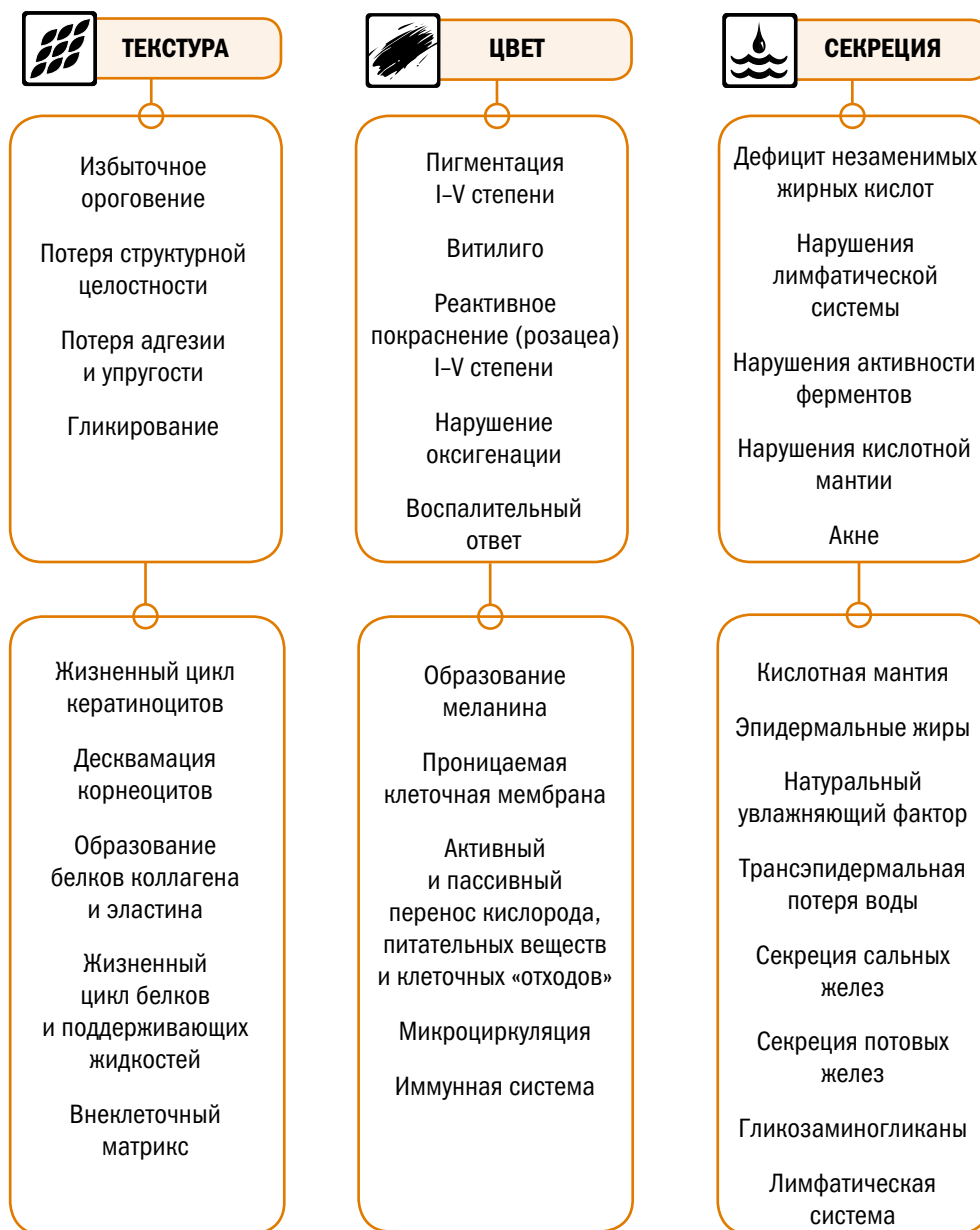 ТЕКСТУРА
Избыточное
ороговение
Потеря структурной
целостности
Потеря адгезии
и упругости
Гликирование
Жизненный цикл
кератиноцитов
Десквамация
корнеоцитов
Образование
белков коллагена
и эластина
Жизненный
цикл белков
и поддерживающих
жидкостей
Внеклеточный
матрикс
ЦВЕТ
Пигментация
I–V степени
Витилиго
Реактивное
покраснение (розацеа)
I–V степени
Нарушение
оксигенации
Воспалительный
ответ
Образование
меланина
Проницаемая
клеточная мембрана
Активный
и пассивный
перенос кислорода,
питательных веществ
и клеточных «отходов»
Микроциркуляция
Иммунная система
СЕКРЕЦИЯ
Дефицит незаменимых
жирных кислот
Нарушения
лимфатической
системы
Нарушения активности
ферментов
Нарушения кислотной
мантии
Акне
Кислотная мантия
Эпидермальные жиры
Натуральный
увлажняющий фактор
Трансэпидермальная
потеря воды
Секреция сальных
желез
Секреция потовых
желез
Гликозаминогликаны
Лимфатическая
система